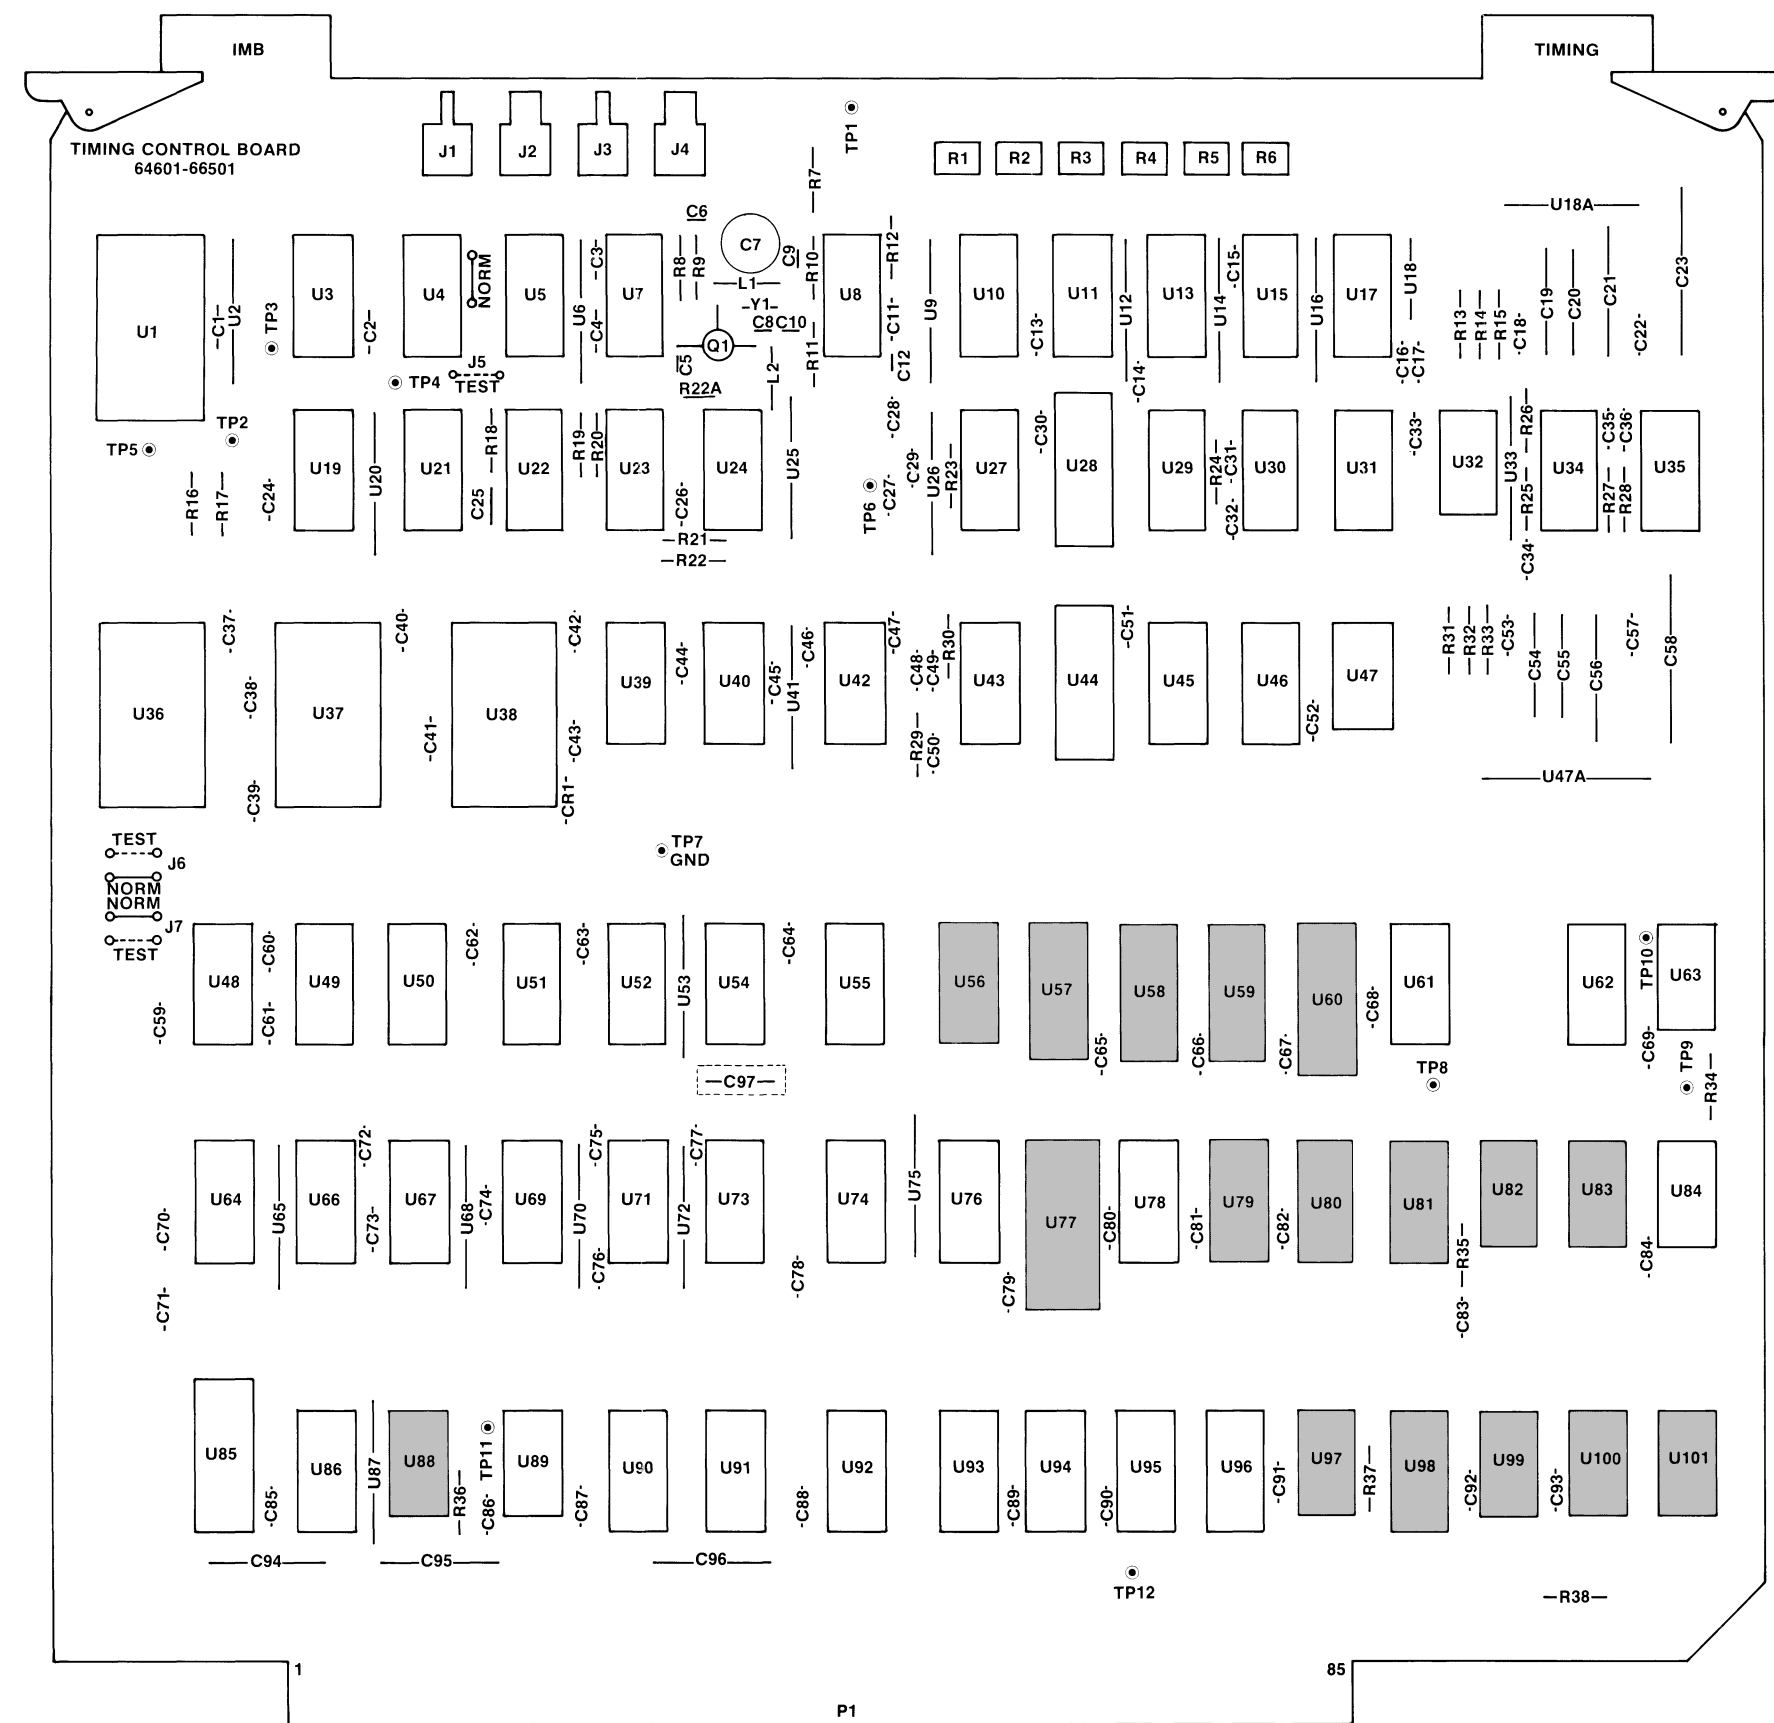 IMB
TIMING
TIMING CONTROL BOARD
64601-66501
J1
J2
J3
J4
TP1
R1
R2
R3
R4
R5
R6
R7
U18A
C6
C7
C9
R8
R9
R10
R12
L1
Y1
C8
C10
Q1
C5
R22A
L2
R11
U1
C1
U2
TP3
U3
C2
U4
NORM
J5
TEST
TP4
U5
U6
C3
C4
U7
U8
C11
C12
U9
U10
C13
U11
U12
C14
U13
U14
C15
U15
U16
U17
U18
C16
C17
R13
R14
R15
C18
C19
C20
C21
C22
C23
TP5
TP2
R16
R17
C24
U19
U20
U21
R18
C25
U22
R19
R20
U23
C26
U24
R21
R22
U25
TP6
C27
C28
C29
U26
R23
U27
C30
U28
U29
R24
C31
C32
U30
U31
C33
U32
U33
R26
R25
C34
U34
C35
C36
R27
R28
U35
U36
C37
C38
C39
U37
C40
C41
U38
C42
C43
CR1
U39
C44
U40
C45
U41
C46
U42
C47
C48
C49
R30
R29
C50
U43
U44
C51
U45
U46
C52
U47
R31
R32
R33
C53
C54
C55
C56
C57
C58
U47A
TEST
J6
NORM
NORM
J7
TEST
TP7
GND
C59
U48
C60
C61
U49
U50
C62
U51
C63
U52
U53
U54
C64
U55
U56
U57
C65
U58
C66
U59
C67
U60
C68
U61
TP8
U62
TP10
C69
U63
TP9
R34
C97
C70
C71
U64
U65
U66
C72
C73
U67
U68
C74
U69
U70
C75
C76
U71
U72
C77
U73
C78
U74
U75
U76
C79
U77
C80
U78
C81
U79
C82
U80
U81
R35
C83
U82
U83
C84
U84
U85
C85
U86
U87
U88
R36
TP11
C86
U89
C87
U90
U91
C88
U92
U93
C89
U94
C90
U95
U96
C91
U97
R37
U98
C92
U99
C93
U100
U101
C94
C95
C96
TP12
R38
1
85
P1